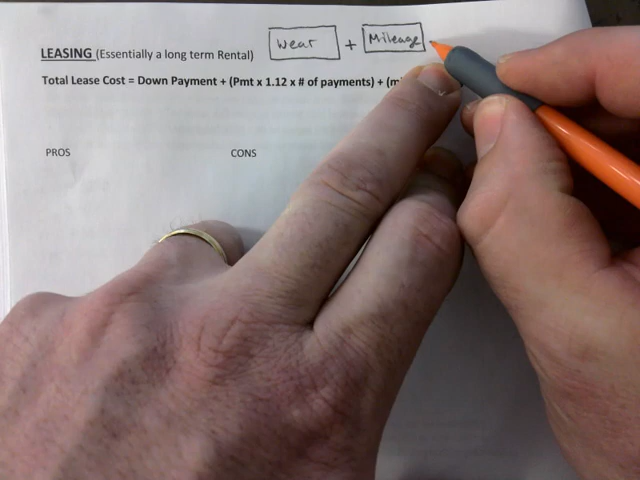 LEASING (Essentially a long term Rental) Wear + Mileage
Total Lease Cost = Down Payment + (Pmt x 1.12 x # of payments) + (m
PROS CONS